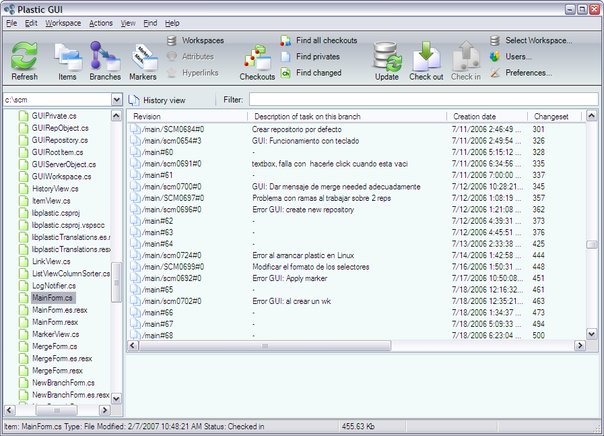 Plastic GUI
File Edit View Workspace Actions View Find Help
Refresh Items Branches Markers Workspaces Attributes Hyperlinks Checkouts Find all checkouts Find privates Find changed Update Check out Check in Select Workspace... Users... Preferences...
c:\scm
History view Filter:
GUIPrivate.cs
GUIRepObject.cs
GUIRepository.cs
GUIRootItem.cs
GUIServerObject.cs
GUIWorkspace.cs
HistoryView.cs
ItemView.cs
libplastic.csproj
libplastic.csproj.vspscc
libplasticTranslations.es.re
libplasticTranslations.resx
LinkView.cs
ListViewColumnSorter.cs
LogNotifier.cs
MainForm.cs
MainForm.es.resx
MainForm.resx
MarkerView.cs
MergeForm.cs
MergeForm.es.resx
MergeForm.resx
NewBranchForm.cs
NewBranchForm.es.resx
Revision Description of task on this branch Creation date Changeset
/main/SCM0684#0 Crear repositorio por defecto 7/11/2006 2:46:49 ... 301
/main/scm0654#3 GUI: Funcionamiento con teclado 7/11/2006 2:49:54 ... 326
/main#60 - 7/11/2006 5:15:12 ... 328
/main/scm0691#0 textbox, falla con hacerle click cuando esta vaci 7/11/2006 6:34:56 ... 335
/main#61 - 7/11/2006 7:00:00 ... 337
/main/scm0700#0 GUI: Dar mensaje de merge needed adecuadamente 7/12/2006 10:28:21... 345
/main/SCM0697#0 Problema con ramas al trabajar sobre 2 reps 7/12/2006 1:08:19 ... 357
/main/scm0696#0 Error GUI: create new repository 7/12/2006 1:21:08 ... 362
/main#62 - 7/12/2006 4:39:31 ... 373
/main#63 - 7/12/2006 4:45:51 ... 376
/main#64 - 7/13/2006 2:33:38 ... 425
/main/scm0724#0 Error al arrancar plastic en Linux 7/14/2006 1:42:58 ... 444
/main/SCM0699#0 Modificar el fomato de los selectores 7/16/2006 1:50:31 ... 448
/main/scm0692#0 Error GUI: Apply marker 7/17/2006 10:50:08... 451
/main#65 - 7/18/2006 12:16:32... 461
/main/scm0702#0 Error GUI: al crear un wk 7/18/2006 12:35:21... 463
/main#66 - 7/18/2006 1:34:37 ... 473
/main#67 - 7/18/2006 5:09:33 ... 494
/main#68 - 7/18/2006 6:23:04 ... 500
Item: MainForm.cs Type: File Modified: 2/7/2007 10:48:21 AM Status: Checked in 455.63 Kb